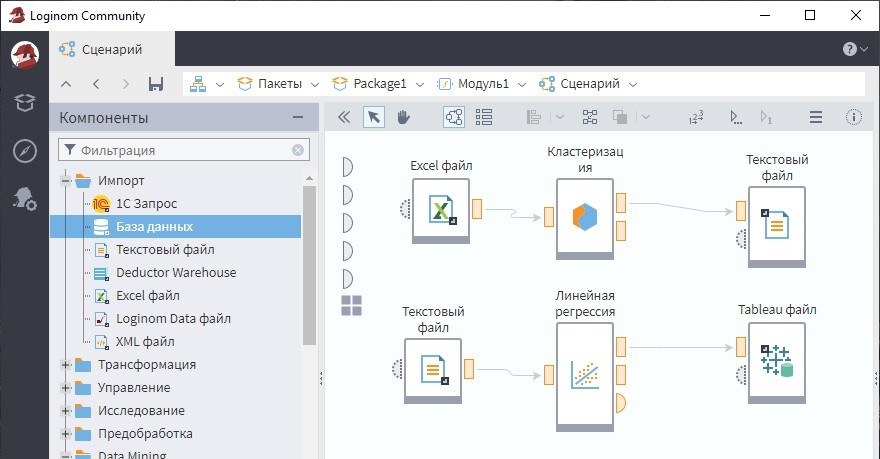 Loginom Community
Сценарий
Пакеты
Package1
Модуль1
Сценарий
Компоненты
Фильтрация
Импорт
1С Запрос
База данных
Текстовый файл
Deductor Warehouse
Excel файл
Loginom Data файл
XML файл
Трансформация
Управление
Исследование
Предобработка
Data Mining
Excel файл
Кластеризац
ия
Текстовый
файл
Текстовый
файл
Линейная
регрессия
Tableau файл